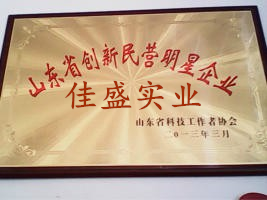 山东省创新民营明星企业
佳盛实业
山东省科技工作者协会
二〇一三年三月